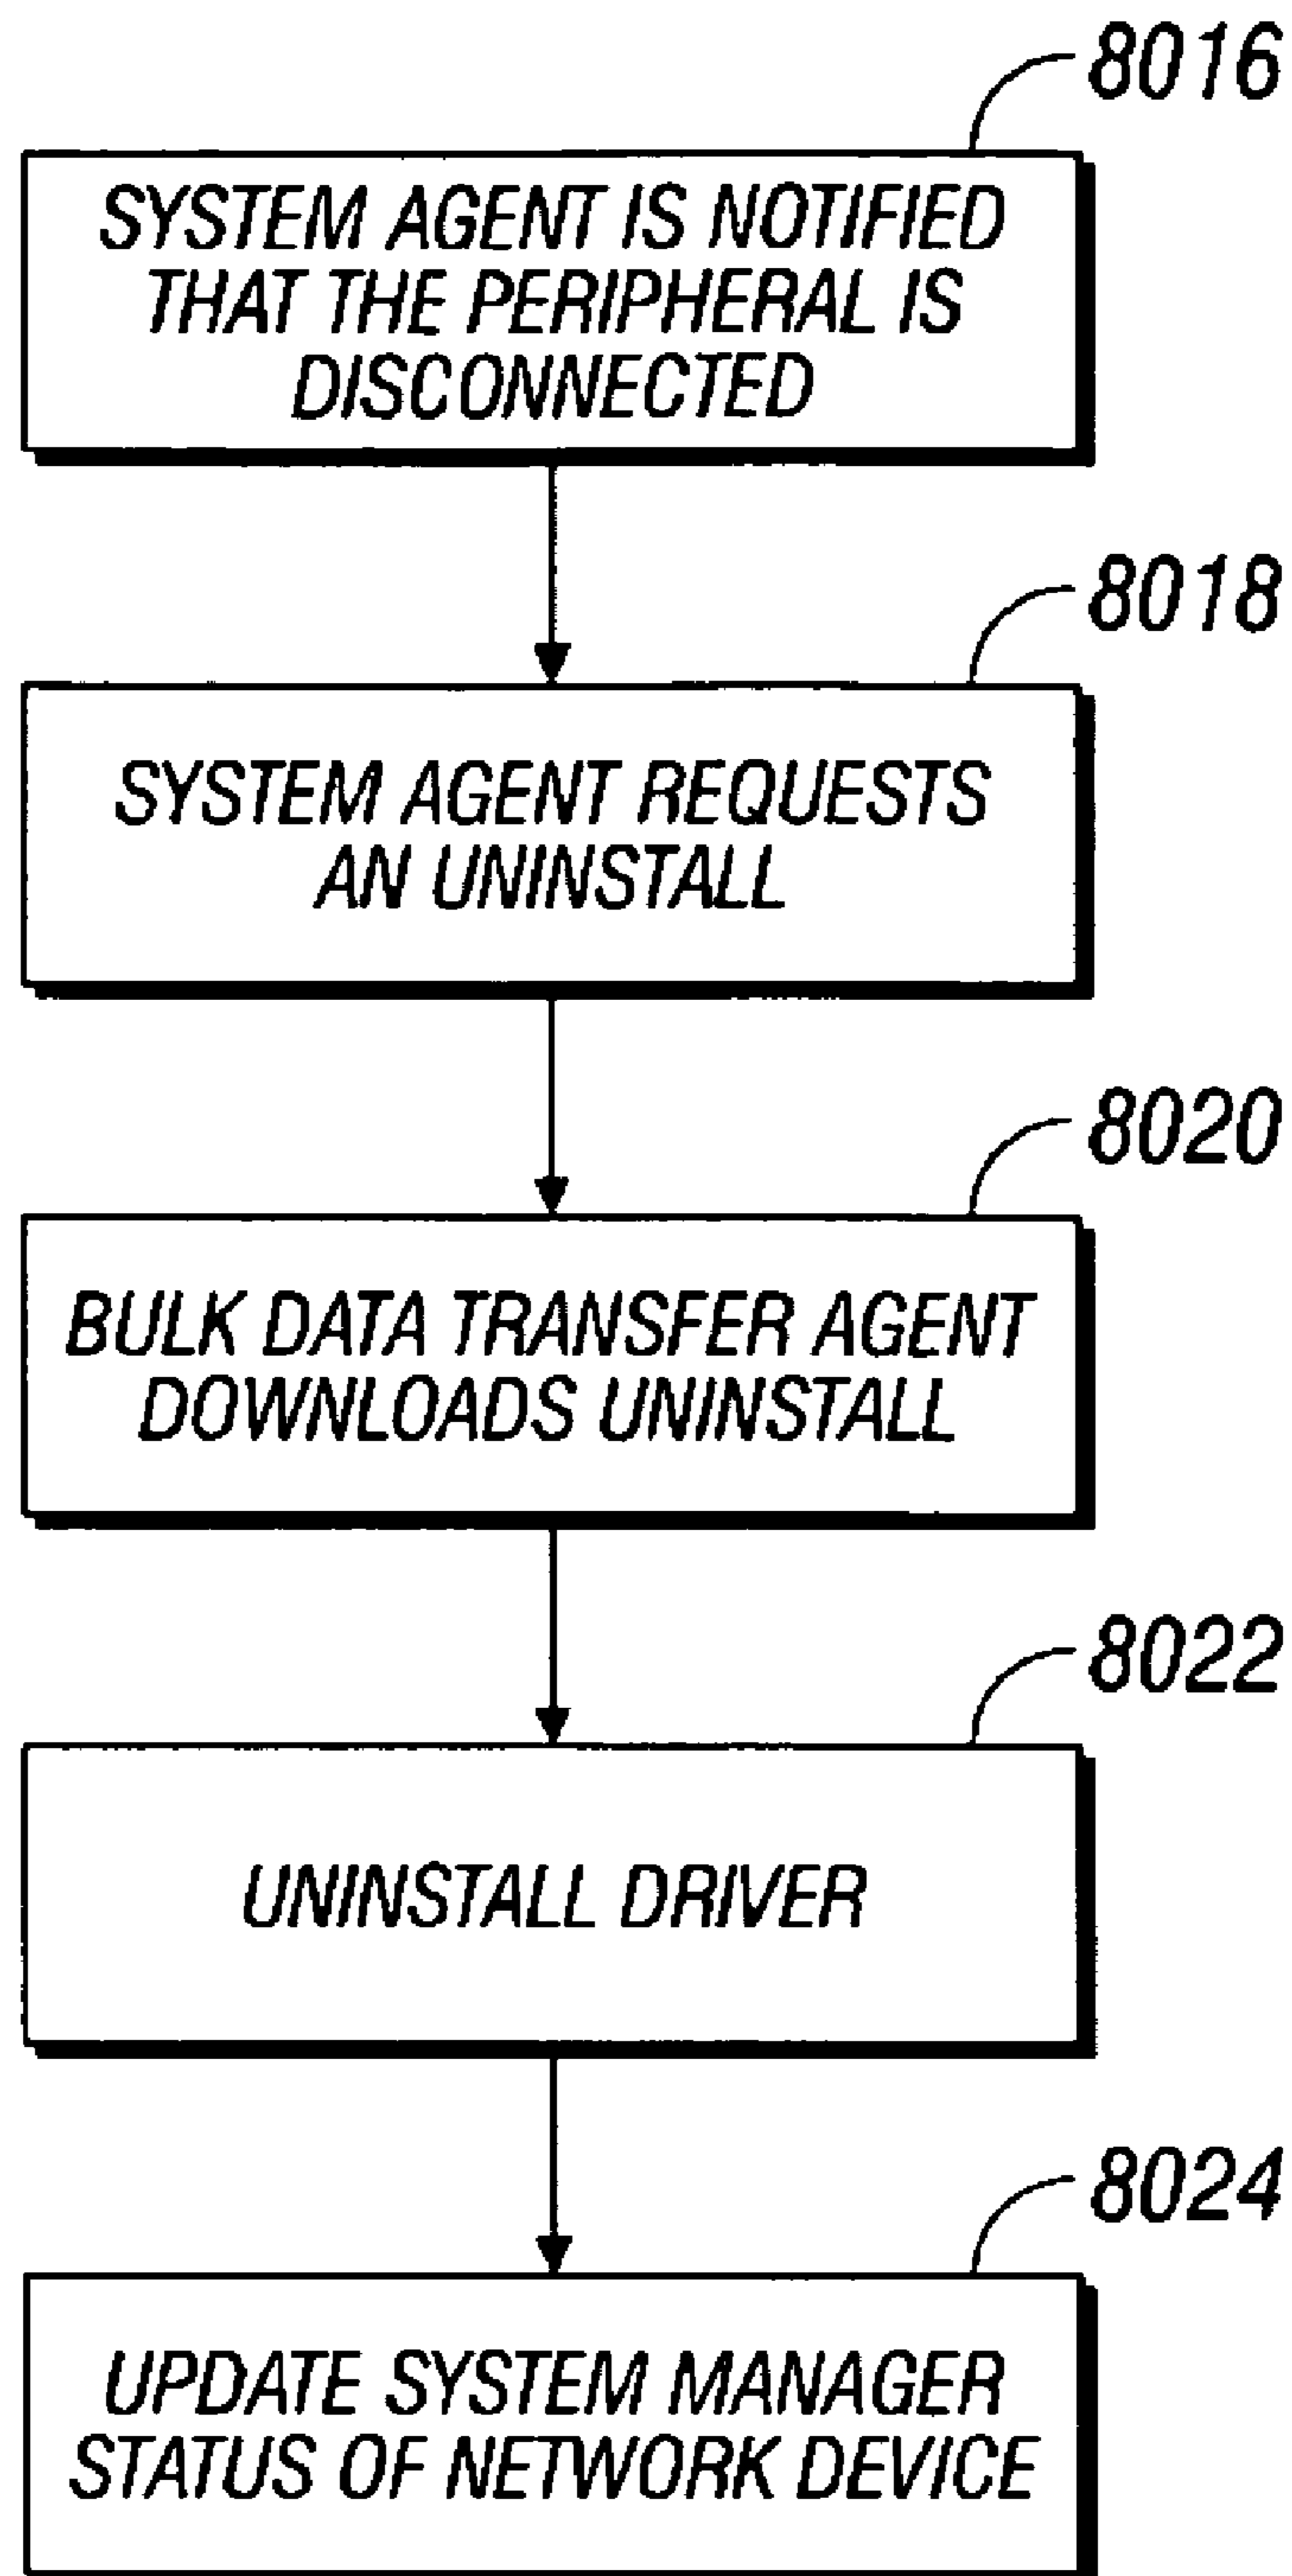 8016
SYSTEM AGENT IS NOTIFIED
THAT THE PERIPHERAL IS
DISCONNECTED
8018
SYSTEM AGENT REQUESTS
AN UNINSTALL
8020
BULK DATA TRANSFER AGENT
DOWNLOADS UNINSTALL
8022
UNINSTALL DRIVER
8024
UPDATE SYSTEM MANAGER
STATUS OF NETWORK DEVICE